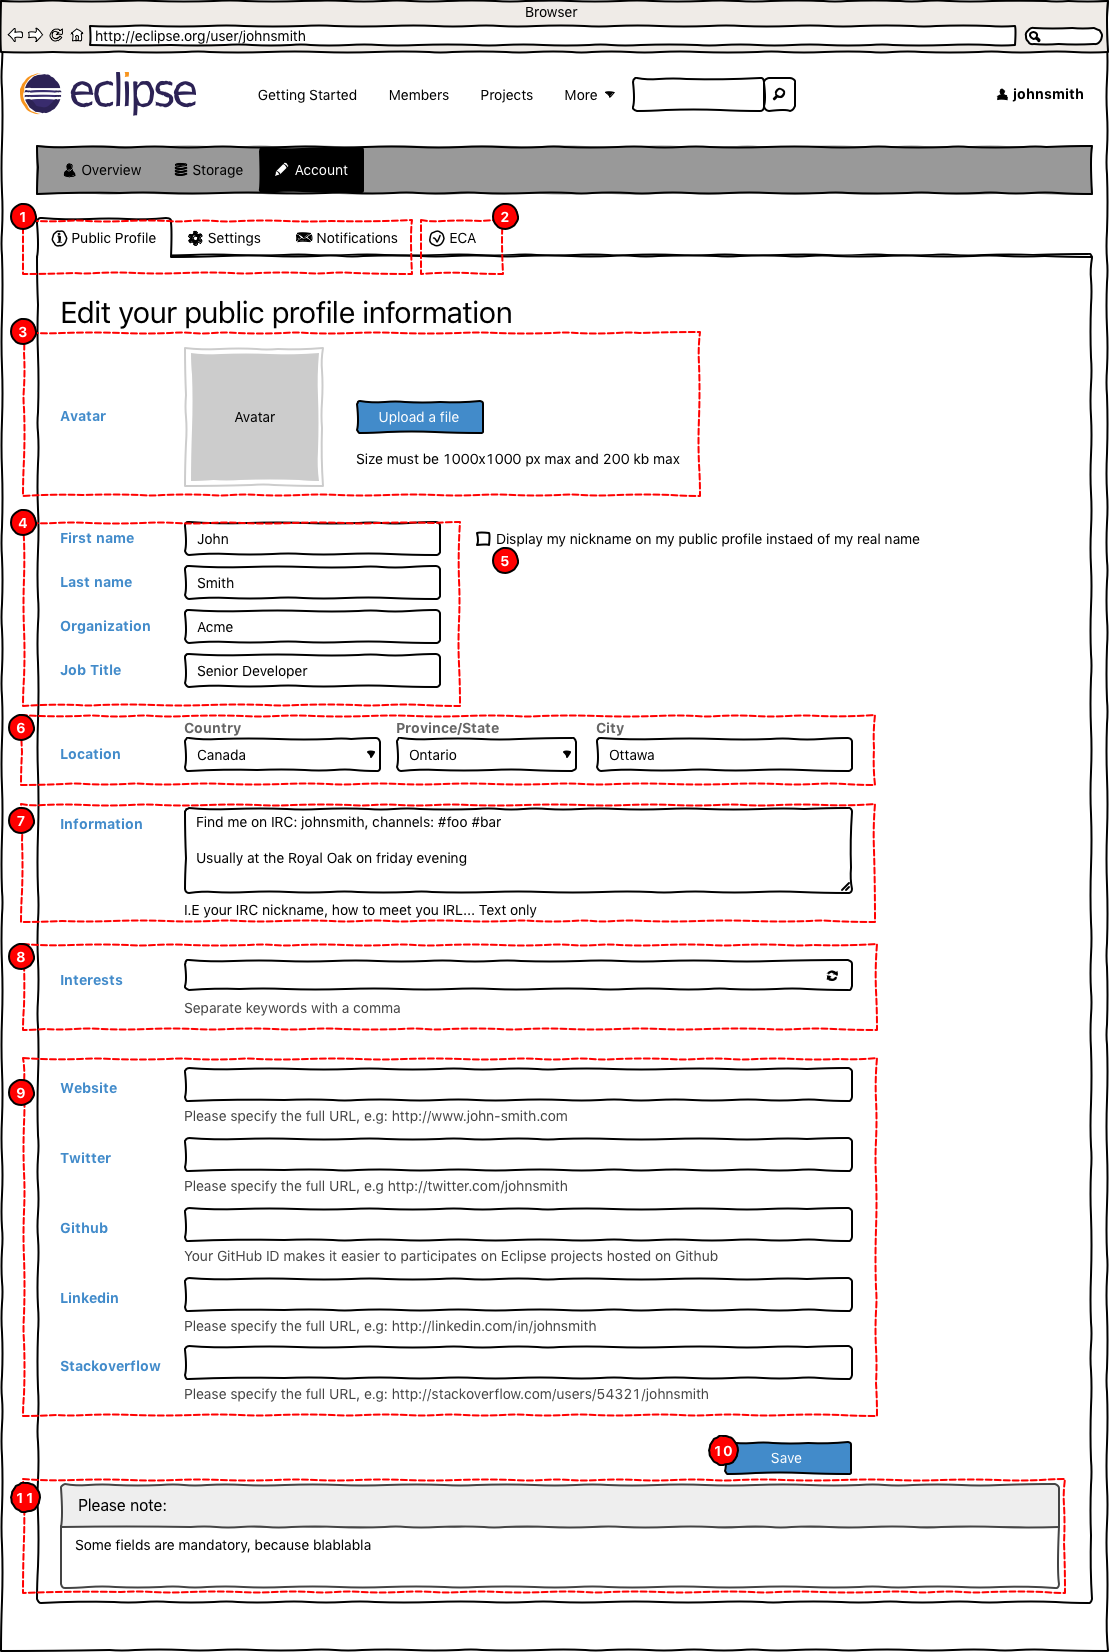 Browser
http://eclipse.org/user/johnsmith
eclipse Getting Started Members Projects More johnsmith
Overview Storage Account
1 2
Public Profile Settings Notifications ECA
Edit your public profile information
3
Avatar Avatar Upload a file
Size must be 1000x1000 px max and 200 kb max
4
First name John Display my nickname on my public profile instaed of my real name
5
Last name Smith
Organization Acme
Job Title Senior Developer
6 Country Province/State City
Location Canada Ontario Ottawa
7 Information Find me on IRC: johnsmith, channels: #foo #bar
Usually at the Royal Oak on friday evening
I.E your IRC nickname, how to meet you IRL... Text only
8
Interests
Separate keywords with a comma
9 Website
Please specify the full URL, e.g: http://www.john-smith.com
Twitter
Please specify the full URL, e.g http://twitter.com/johnsmith
Github
Your GitHub ID makes it easier to participates on Eclipse projects hosted on Github
Linkedin
Please specify the full URL, e.g: http://linkedin.com/in/johnsmith
Stackoverflow
Please specify the full URL, e.g: http://stackoverflow.com/users/54321/johnsmith
10 Save
11 Please note:
Some fields are mandatory, because blablabla